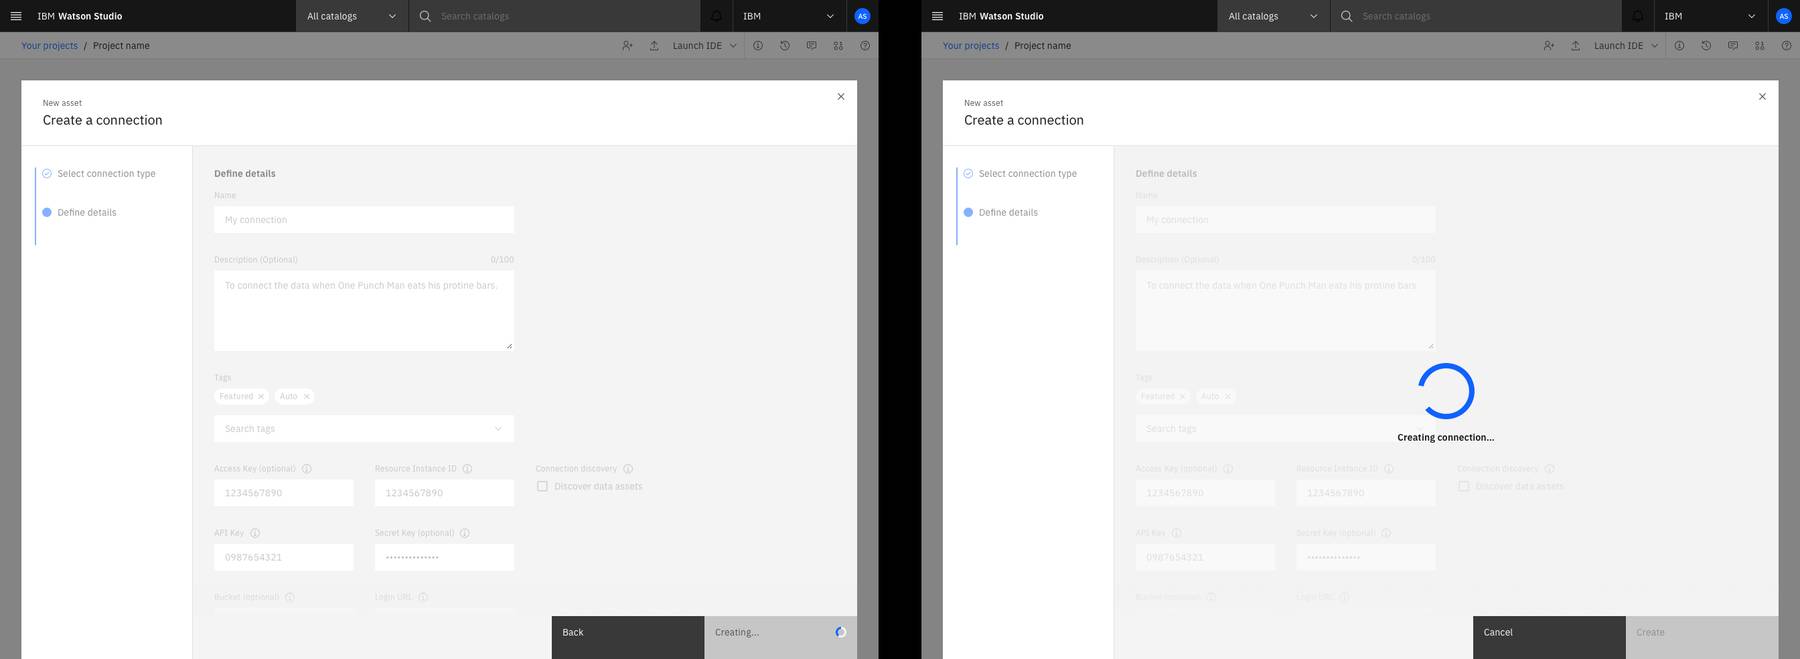 IBM Watson Studio
All catalogs
Search catalogs
IBM
AS
Your projects / Project name
Launch IDE
New asset
Create a connection
Select connection type
Define details
Define details
Name
My connection
Description (Optional) 0/100
To connect the data when One Punch Man eats his protine bars.
Tags
Featured Auto
Search tags
Access Key (optional) Resource Instance ID Connection discovery
1234567890 1234567890 Discover data assets
API Key Secret Key (optional)
0987654321 ••••••••••••••
Bucket (optional) Login URL
Back Creating...
IBM Watson Studio
All catalogs
Search catalogs
IBM
AS
Your projects / Project name
Launch IDE
New asset
Create a connection
Select connection type
Define details
Define details
Name
My connection
Description (Optional) 0/100
To connect the data when One Punch Man eats his protine bars.
Tags
Featured Auto
Search tags
Creating connection...
Access Key (optional) Resource Instance ID Connection discovery
1234567890 1234567890 Discover data assets
API Key Secret Key (optional)
0987654321 ••••••••••••••
Bucket (optional) Login URL
Cancel Create